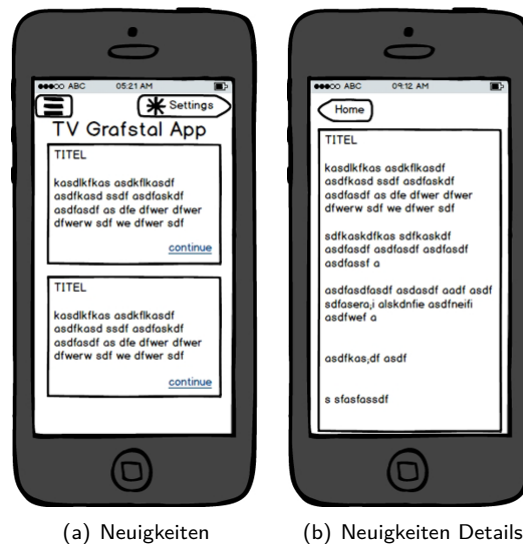 ABC 05:21 AM
Settings
TV Grafstal App
TITEL
kasdlkfkas asdkflkasdf
asdfkasd ssdf asdfaskdf
asdfasdf as dfe dfwer dfwer
dfwerw sdf we dfwer sdf
continue
TITEL
kasdlkfkas asdkflkasdf
asdfkasd ssdf asdfaskdf
asdfasdf as dfe dfwer dfwer
dfwerw sdf we dfwer sdf
continue
(a) Neuigkeiten
ABC 09:12 AM
Home
TITEL
kasdlkfkas asdkflkasdf
asdfkasd ssdf asdfaskdf
asdfasdf as dfe dfwer dfwer
dfwerw sdf we dfwer sdf
sdfkaskdfkas sdfkaskdf
asdfasdf asdfasdf asdfasdf
asdfassf a
asdfasdfasdf asdasdf aadf asdf
sdfasera;i alskdnfie asdfneifi
asdfwef a
asdfkas;df asdf
s sfasfassdf
(b) Neuigkeiten Details